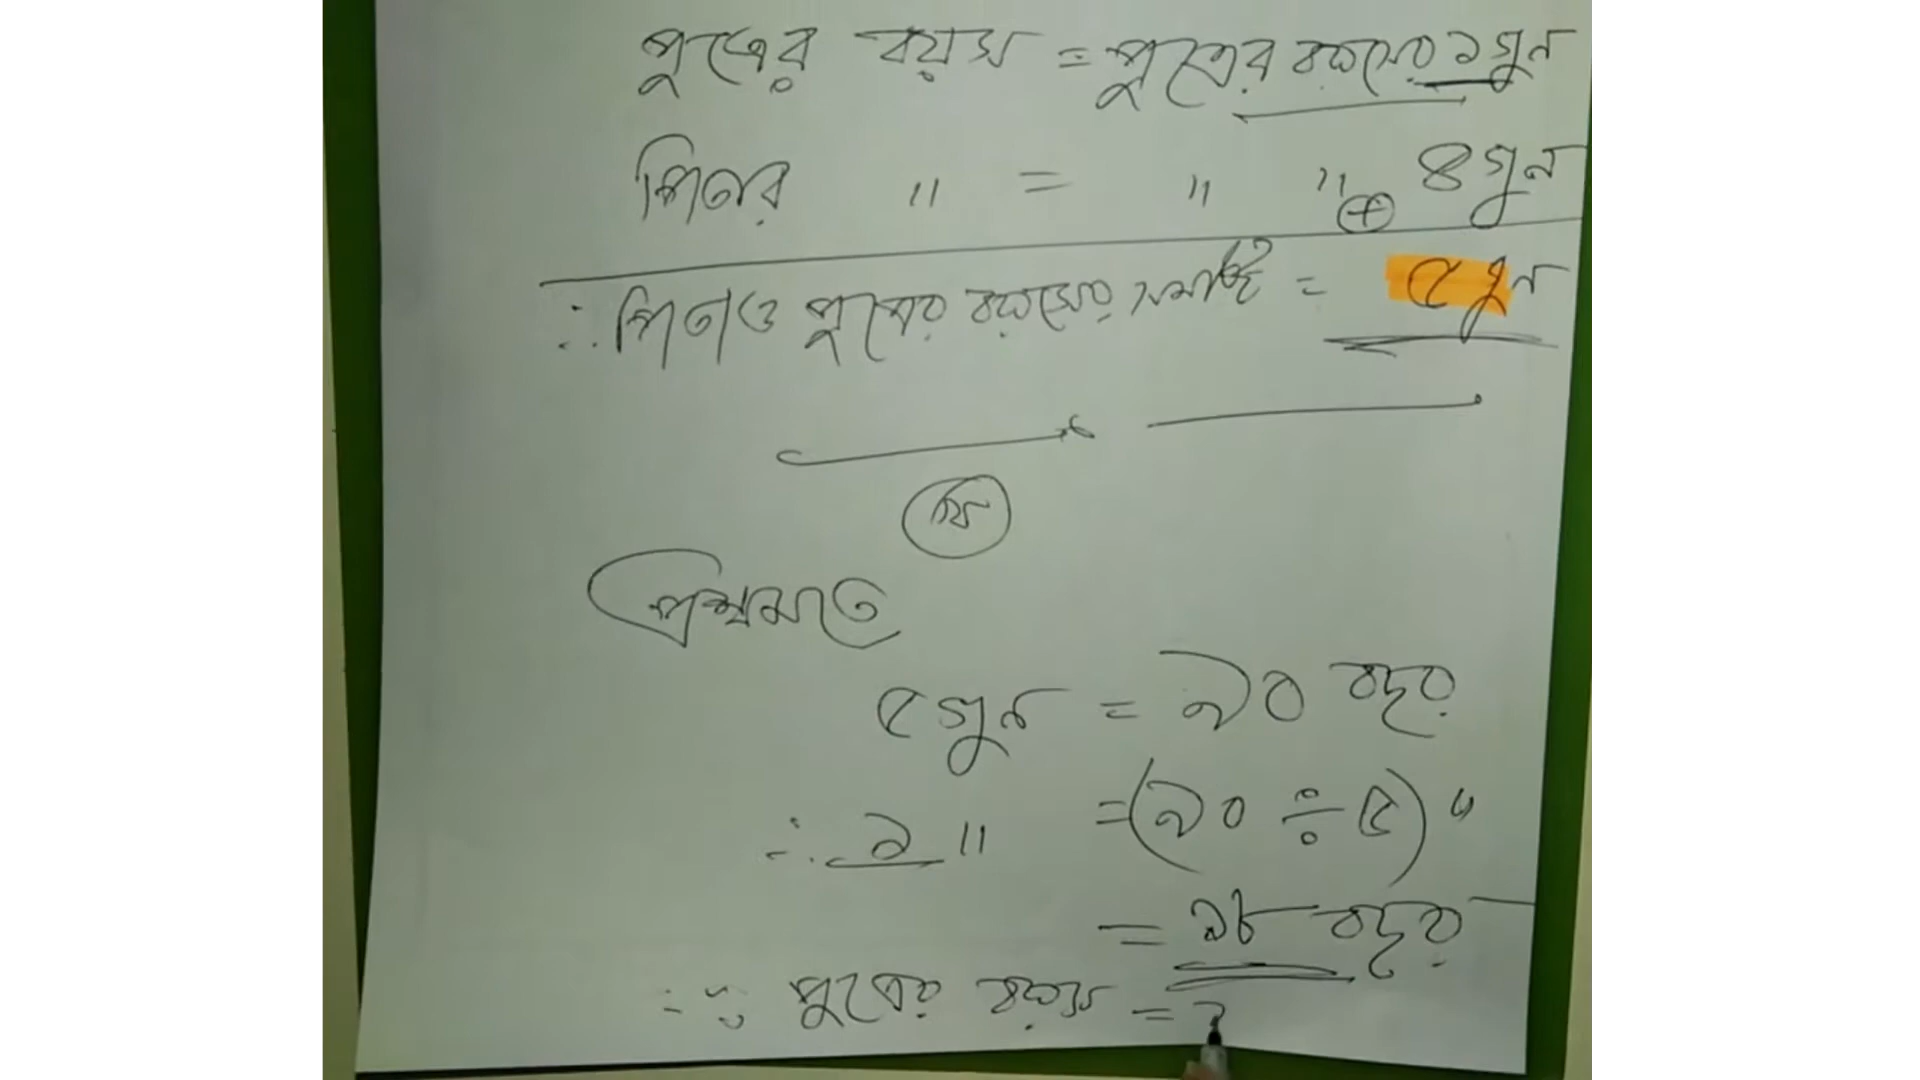 পুত্রের বয়স = পুত্রের বয়সের ১গুন
পিতার " = " " ⊕ ৪গুন
∴ পিতাও পুত্রের বয়সের সমষ্টি = ৫গুন
খ
প্রশ্নমতে
৫গুন = ৯০ বছর
∴ ১ " = (৯০ ÷ ৫) "
= ১৮ বছর
∴ পুত্রের বয়স =